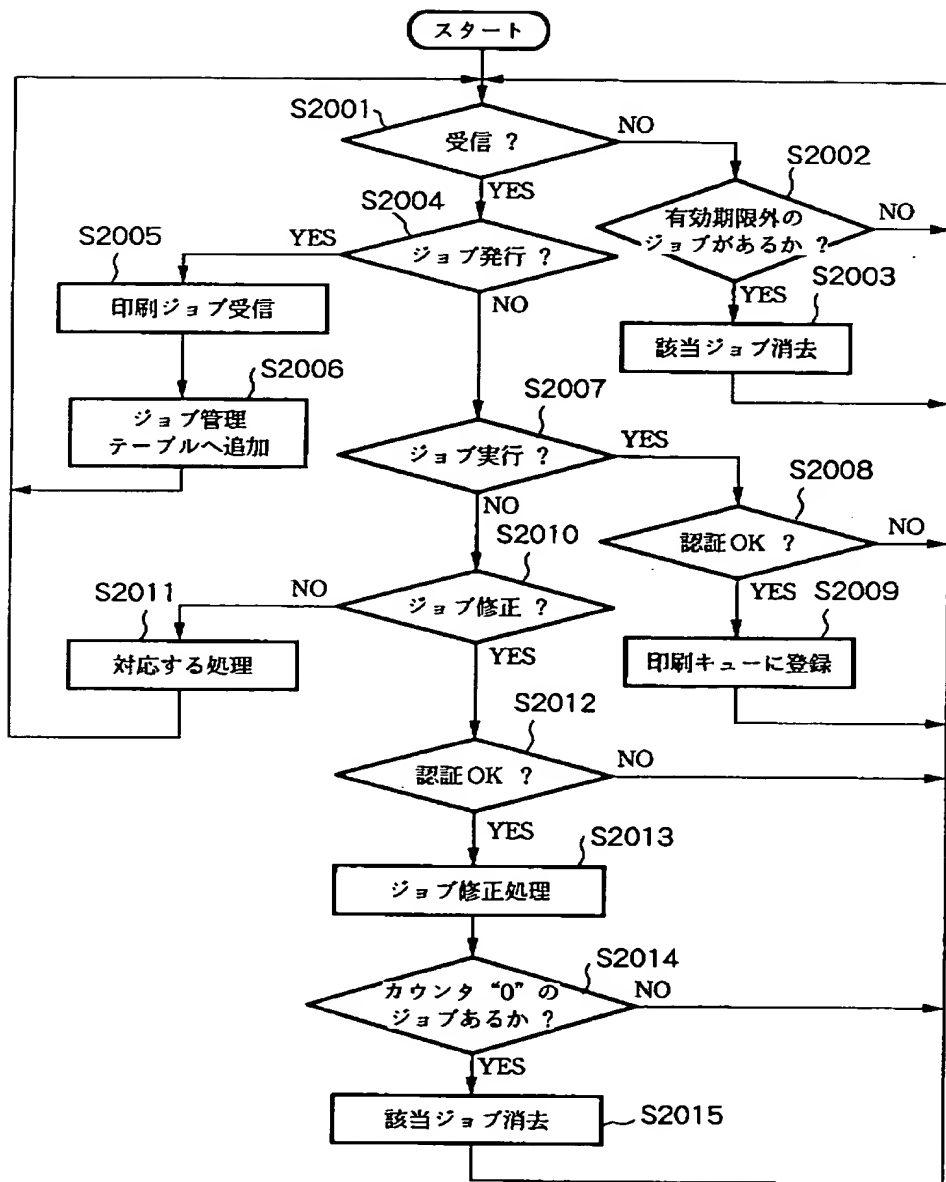 スタート
S2001
受信 ?
NO
YES
S2002
有効期限外の
ジョブがあるか ?
NO
YES
S2003
該当ジョブ消去
S2004
ジョブ発行 ?
YES
NO
S2005
印刷ジョブ受信
S2006
ジョブ管理
テーブルへ追加
S2007
ジョブ実行 ?
YES
NO
S2008
認証OK ?
NO
YES
S2009
印刷キューに登録
S2010
ジョブ修正 ?
NO
YES
S2011
対応する処理
S2012
認証OK ?
NO
YES
S2013
ジョブ修正処理
S2014
カウンタ “0” の
ジョブあるか ?
NO
YES
該当ジョブ消去
S2015